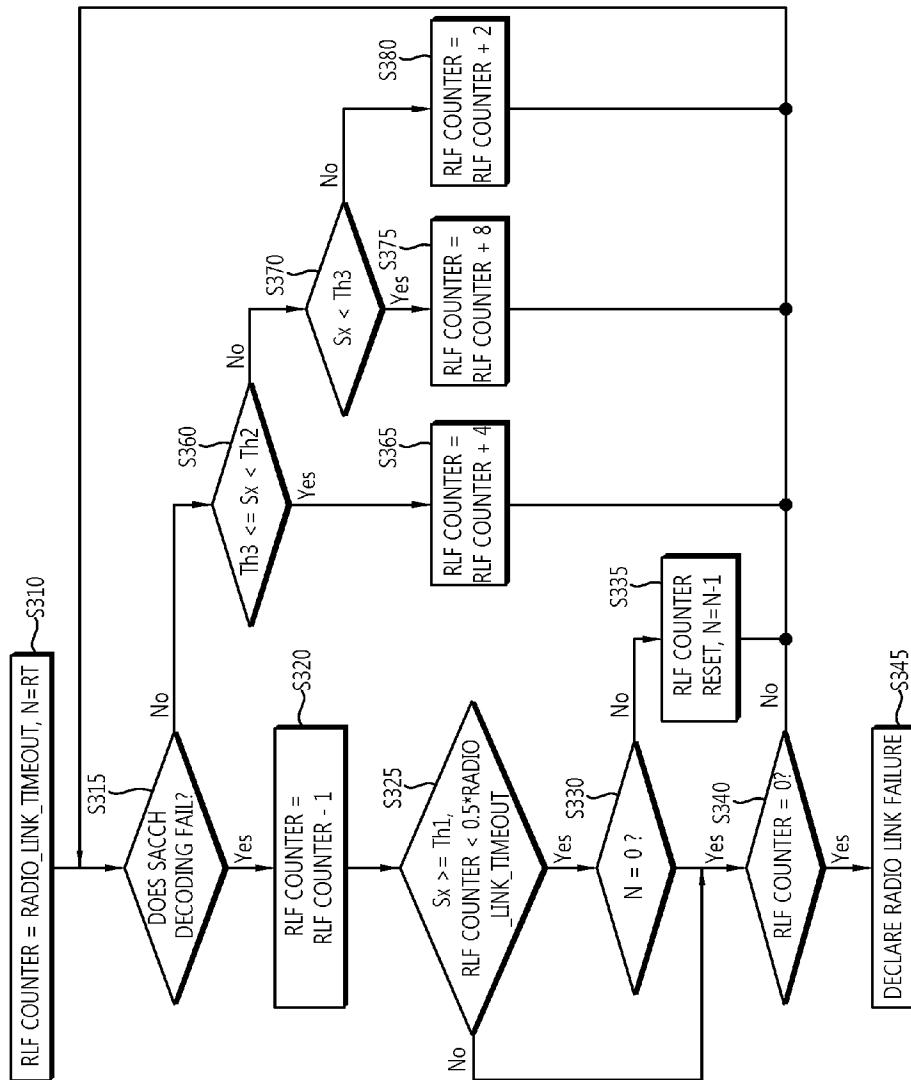 RLF COUNTER = RADIO_LINK_TIMEOUT, N=RT
S310
DOES SACCH
DECODING FAIL?
S315
No
Yes
RLF COUNTER =
RLF COUNTER - 1
S320
Sx >= Th1,
RLF COUNTER < 0.5*RADIO
_LINK_TIMEOUT
S325
Yes
No
N = 0 ?
S330
No
Yes
RLF COUNTER
RESET, N=N-1
S335
RLF COUNTER = 0?
S340
No
Yes
DECLARE RADIO LINK FAILURE
S345
Th3 <= Sx < Th2
S360
No
Yes
RLF COUNTER =
RLF COUNTER + 4
S365
Sx < Th3
S370
No
Yes
RLF COUNTER =
RLF COUNTER + 8
S375
RLF COUNTER =
RLF COUNTER + 2
S380